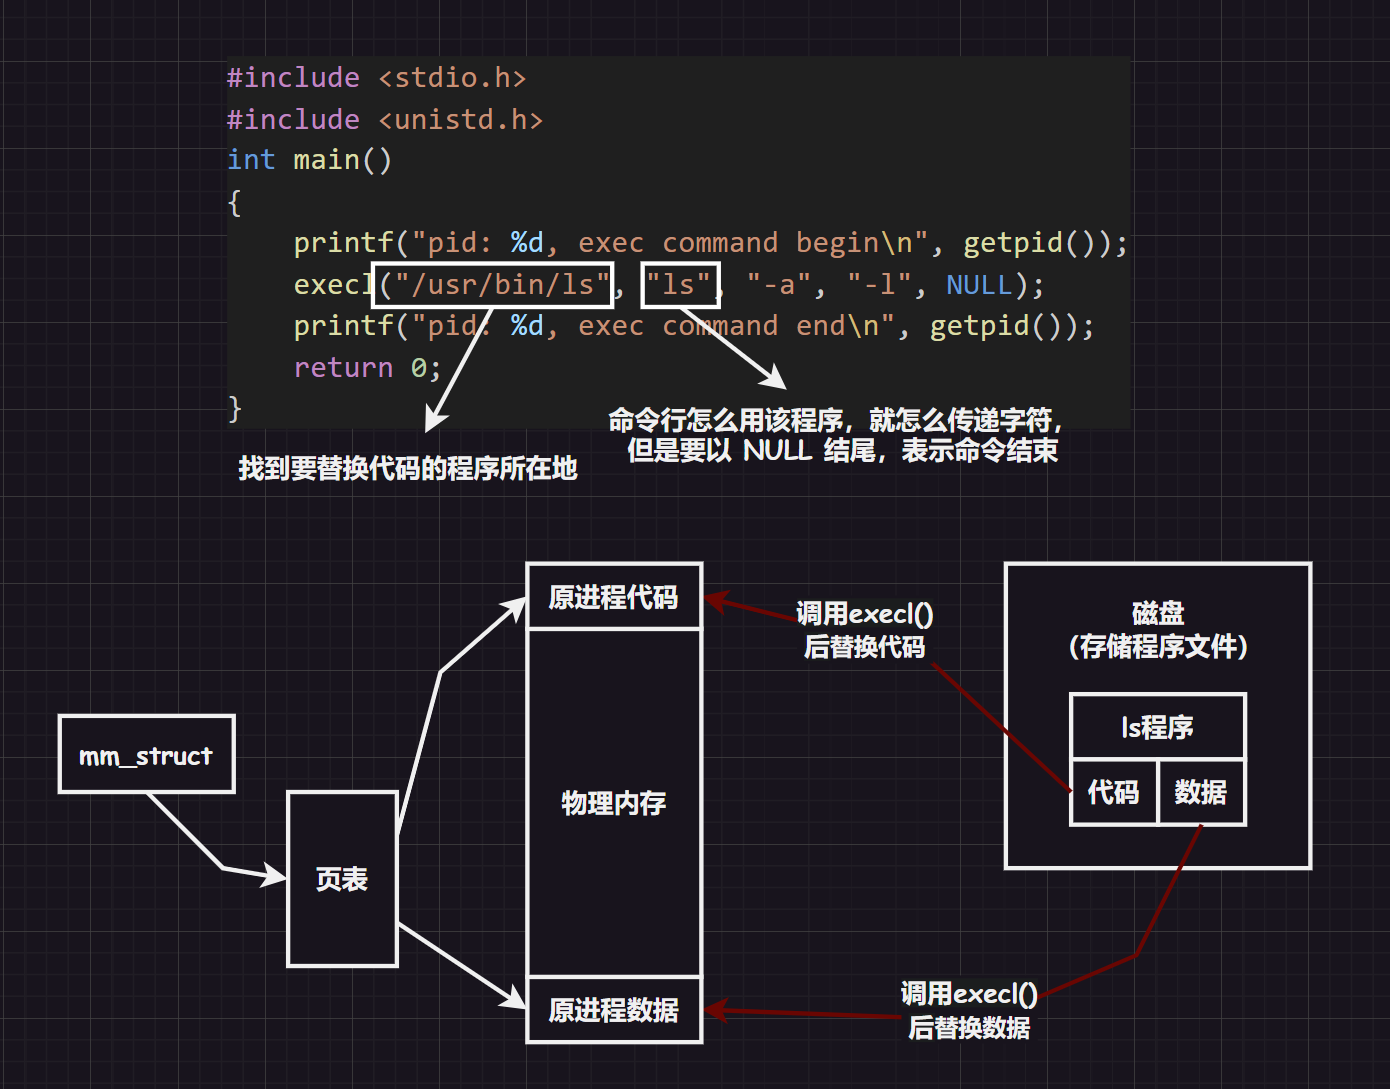 #include <stdio.h>
#include <unistd.h>
int main()
{
    printf("pid: %d, exec command begin\n", getpid());
    execl("/usr/bin/ls", "ls", "-a", "-l", NULL);
    printf("pid: %d, exec command end\n", getpid());
    return 0;
}
命令行怎么用该程序，就怎么传递字符，
但是要以 NULL 结尾，表示命令结束
找到要替换代码的程序所在地
原进程代码
调用execl()
后替换代码
磁盘
（存储程序文件）
ls程序
代码
数据
mm_struct
物理内存
页表
原进程数据
调用execl()
后替换数据